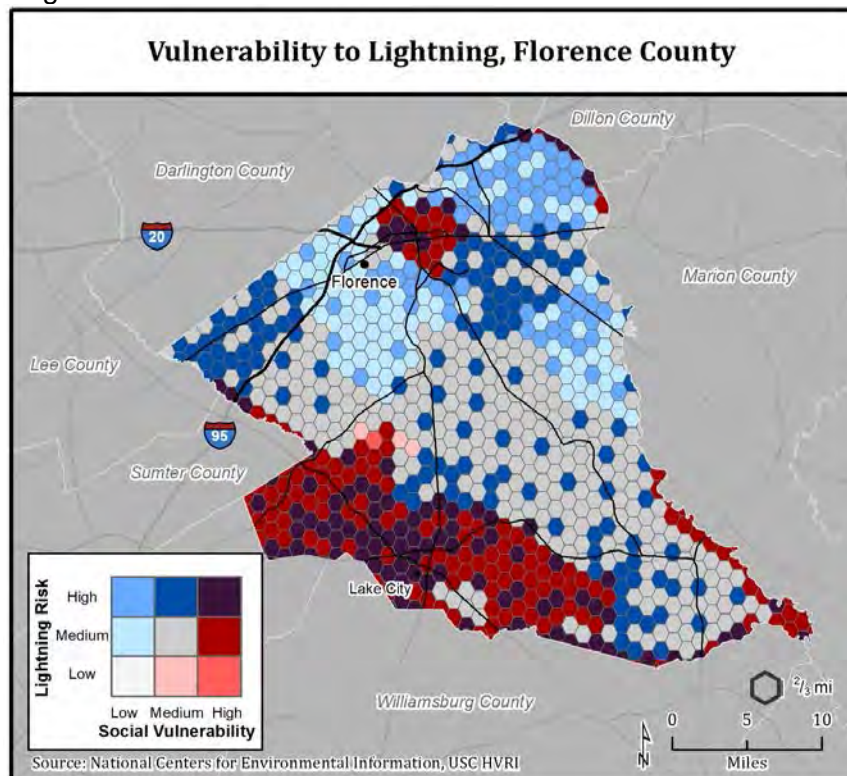 Vulnerability to Lightning, Florence County
Dillon County
Darlington County
20
Marion County
Florence
Lee County
95
Sumter County
Lake City
Williamsburg County
Lightning Risk
High
Medium
Low
Low Medium High
Social Vulnerability
2/3 mi
0 5 10
Miles
N
Source: National Centers for Environmental Information, USC HVRI